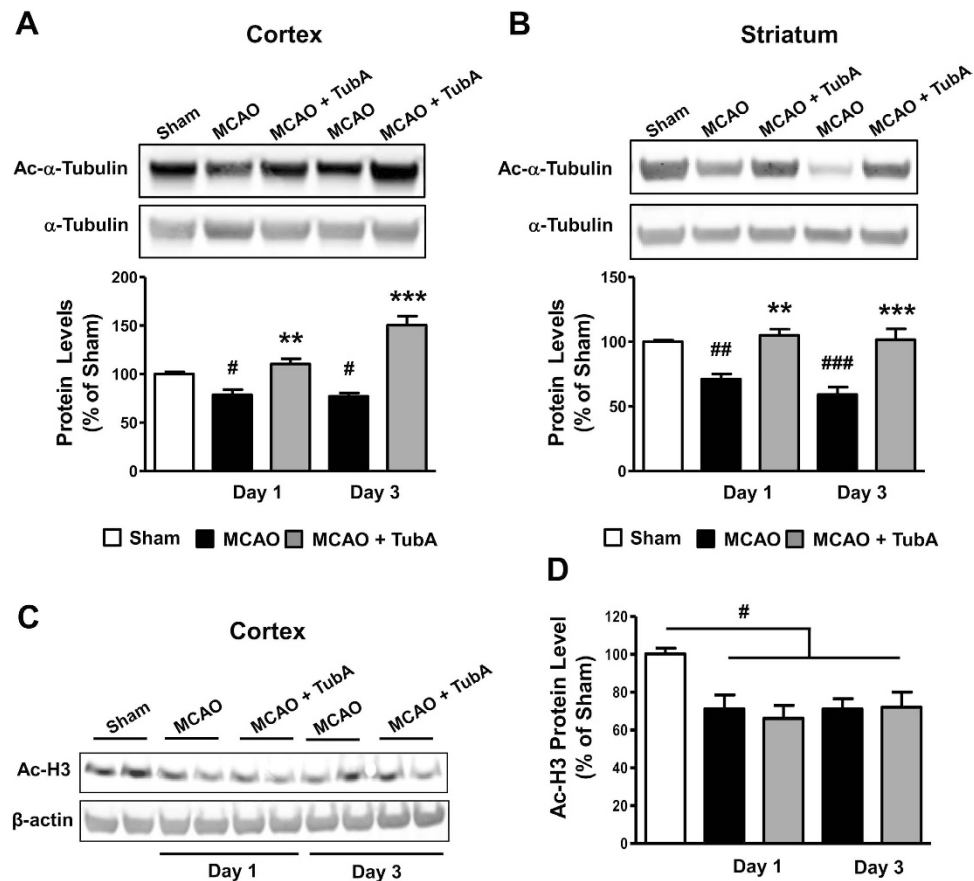 A
Cortex
Sham MCAO MCAO + TubA MCAO MCAO + TubA
Ac-α-Tubulin
α-Tubulin
Protein Levels
(% of Sham)
200
150
100
50
0
# ** # ***
Day 1 Day 3
Sham MCAO MCAO + TubA
B
Striatum
Sham MCAO MCAO + TubA MCAO MCAO + TubA
Ac-α-Tubulin
α-Tubulin
Protein Levels
(% of Sham)
150
100
50
0
## ** ### ***
Day 1 Day 3
Sham MCAO MCAO + TubA
C
Cortex
Sham MCAO MCAO + TubA MCAO MCAO + TubA
Ac-H3
β-actin
Day 1 Day 3
D
Ac-H3 Protein Level
(% of Sham)
120
100
80
60
40
20
0
#
Day 1 Day 3